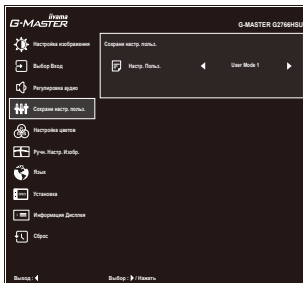 iiyama
G-MASTER
G-MASTER G2766HSU
Настройка изображения
Выбор Вход
Регулировка аудио
Сохрани настр. польз.
Настройка цветов
Ручн. Настр. Изобр.
Язык
Установка
Информация Дисплея
Сброс
Сохрани настр. польз.
Настр. Польз.
User Mode 1
Выход :
Выбор : / Нажать